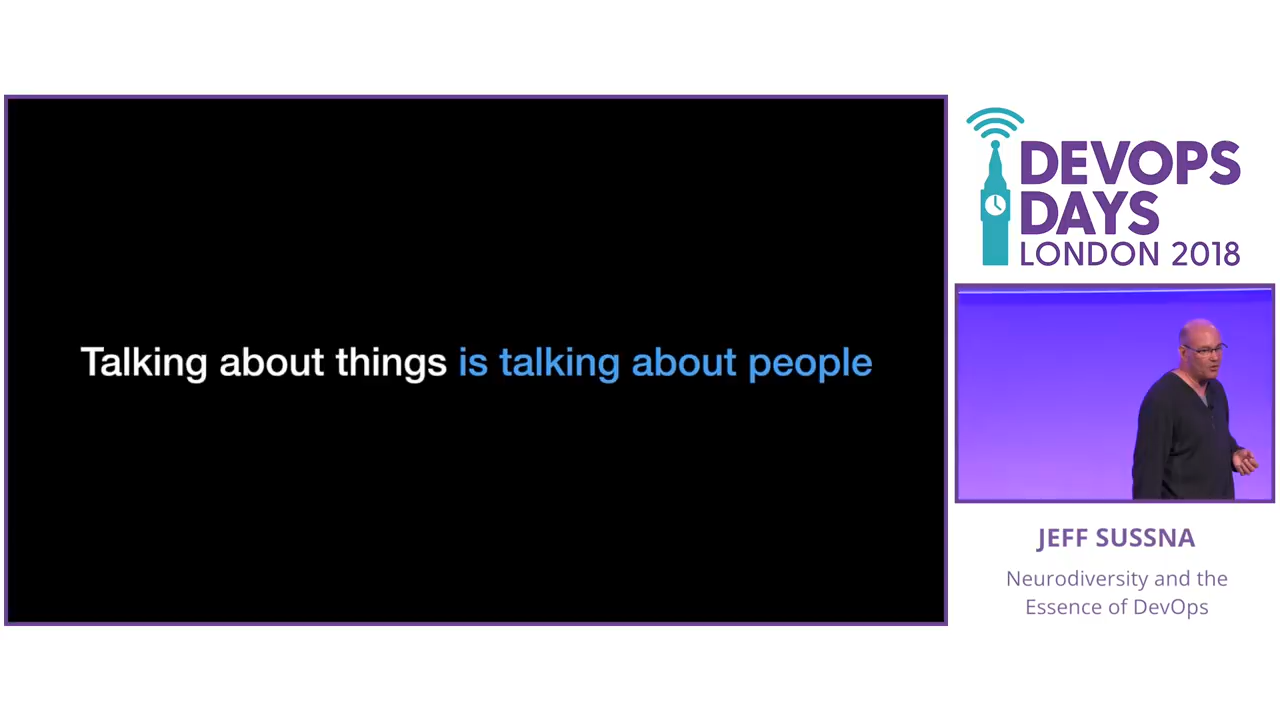 Talking about things is talking about people
DEVOPS
DAYS
LONDON 2018
JEFF SUSSNA
Neurodiversity and the
Essence of DevOps